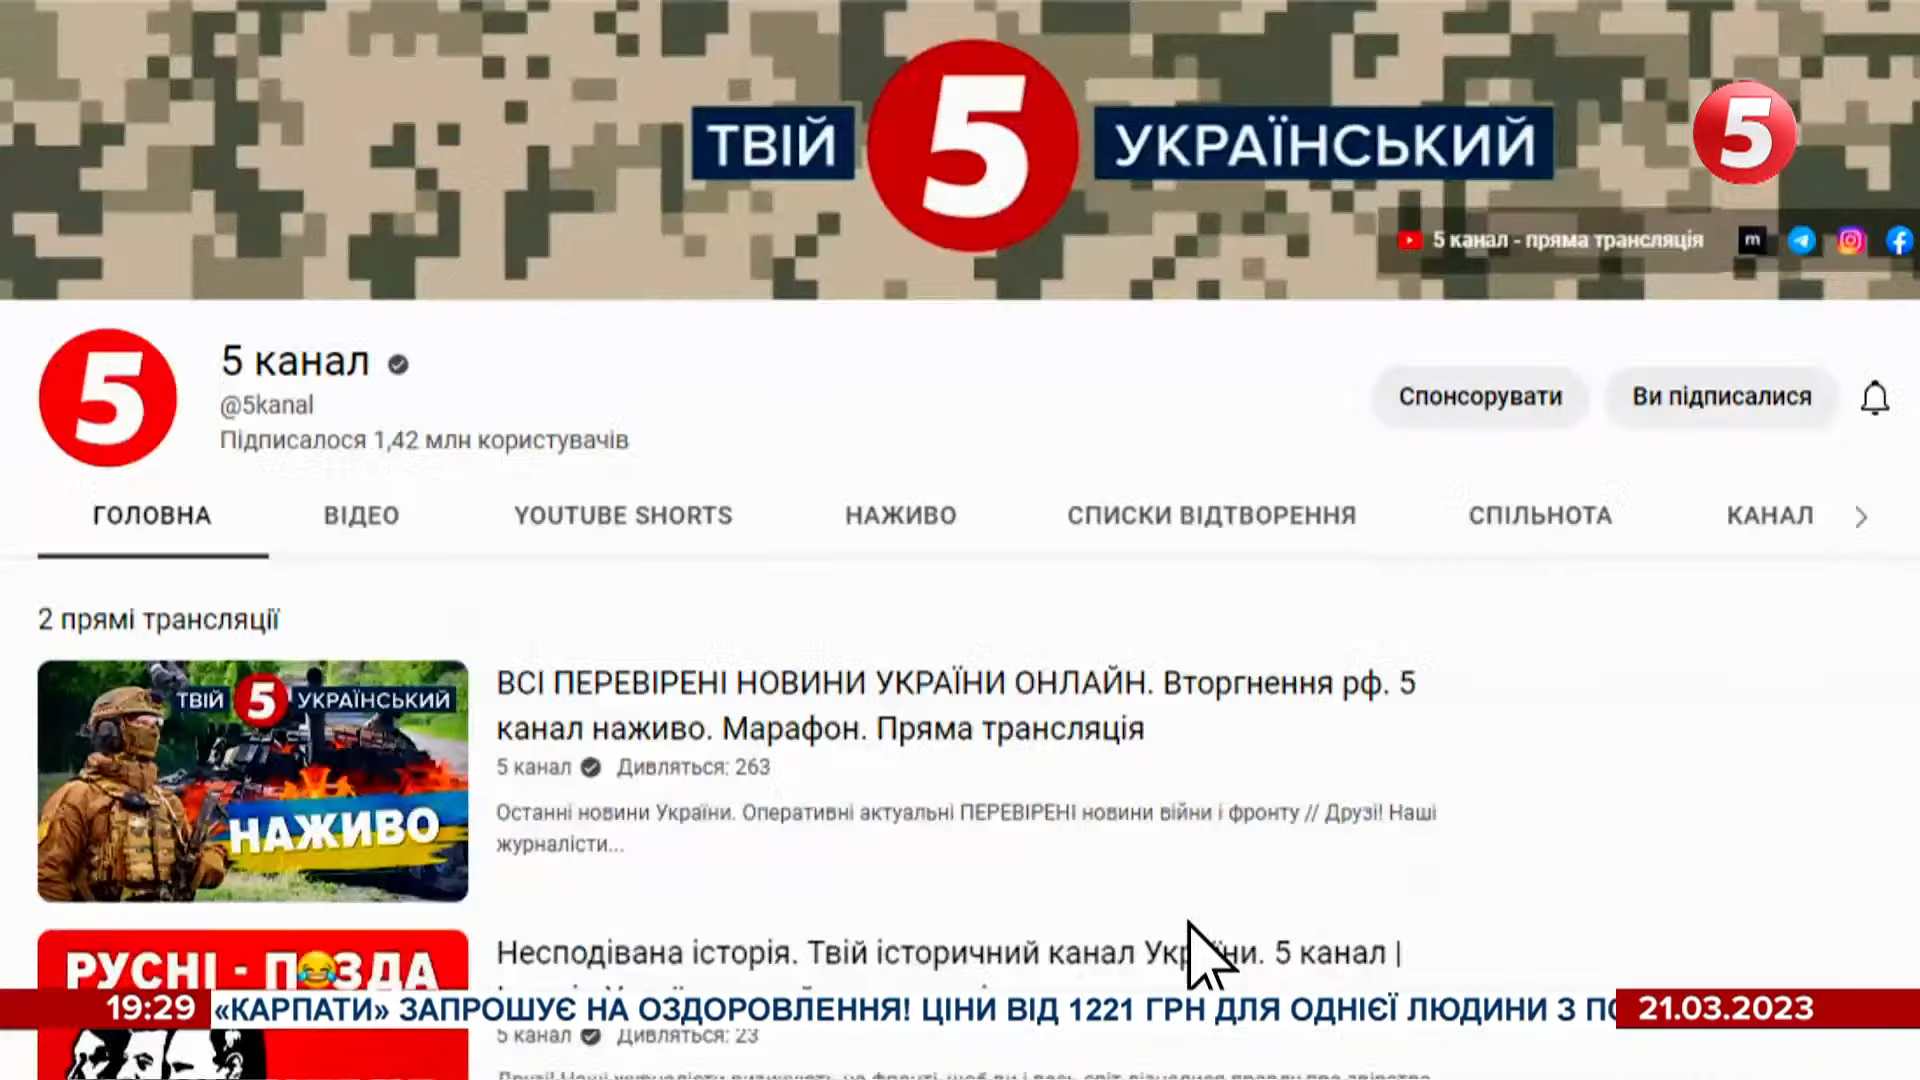 ТВІЙ 5 УКРАЇНСЬКИЙ
5
5 канал - пряма трансляція
5
5 канал
@5kanal
Підписалося 1,42 млн користувачів
Спонсорувати
Ви підписалися
ГОЛОВНА ВІДЕО YOUTUBE SHORTS НАЖИВО СПИСКИ ВІДТВОРЕННЯ СПІЛЬНОТА КАНАЛ
2 прямі трансляції
ТВІЙ 5 УКРАЇНСЬКИЙ
НАЖИВО
ВСІ ПЕРЕВІРЕНІ НОВИНИ УКРАЇНИ ОНЛАЙН. Вторгнення рф. 5
канал наживо. Марафон. Пряма трансляція
5 канал Дивляться: 263
Останні новини України. Оперативні актуальні ПЕРЕВІРЕНІ новини війни і фронту // Друзі! Наші
журналісти...
РУСНІ - П😂ЗДА
Несподівана історія. Твій історичний канал України. 5 канал |
19:29 «КАРПАТИ» ЗАПРОШУЄ НА ОЗДОРОВЛЕННЯ! ЦІНИ ВІД 1221 ГРН ДЛЯ ОДНІЄЇ ЛЮДИНИ З 21.03.2023
5 канал Дивляться: 23